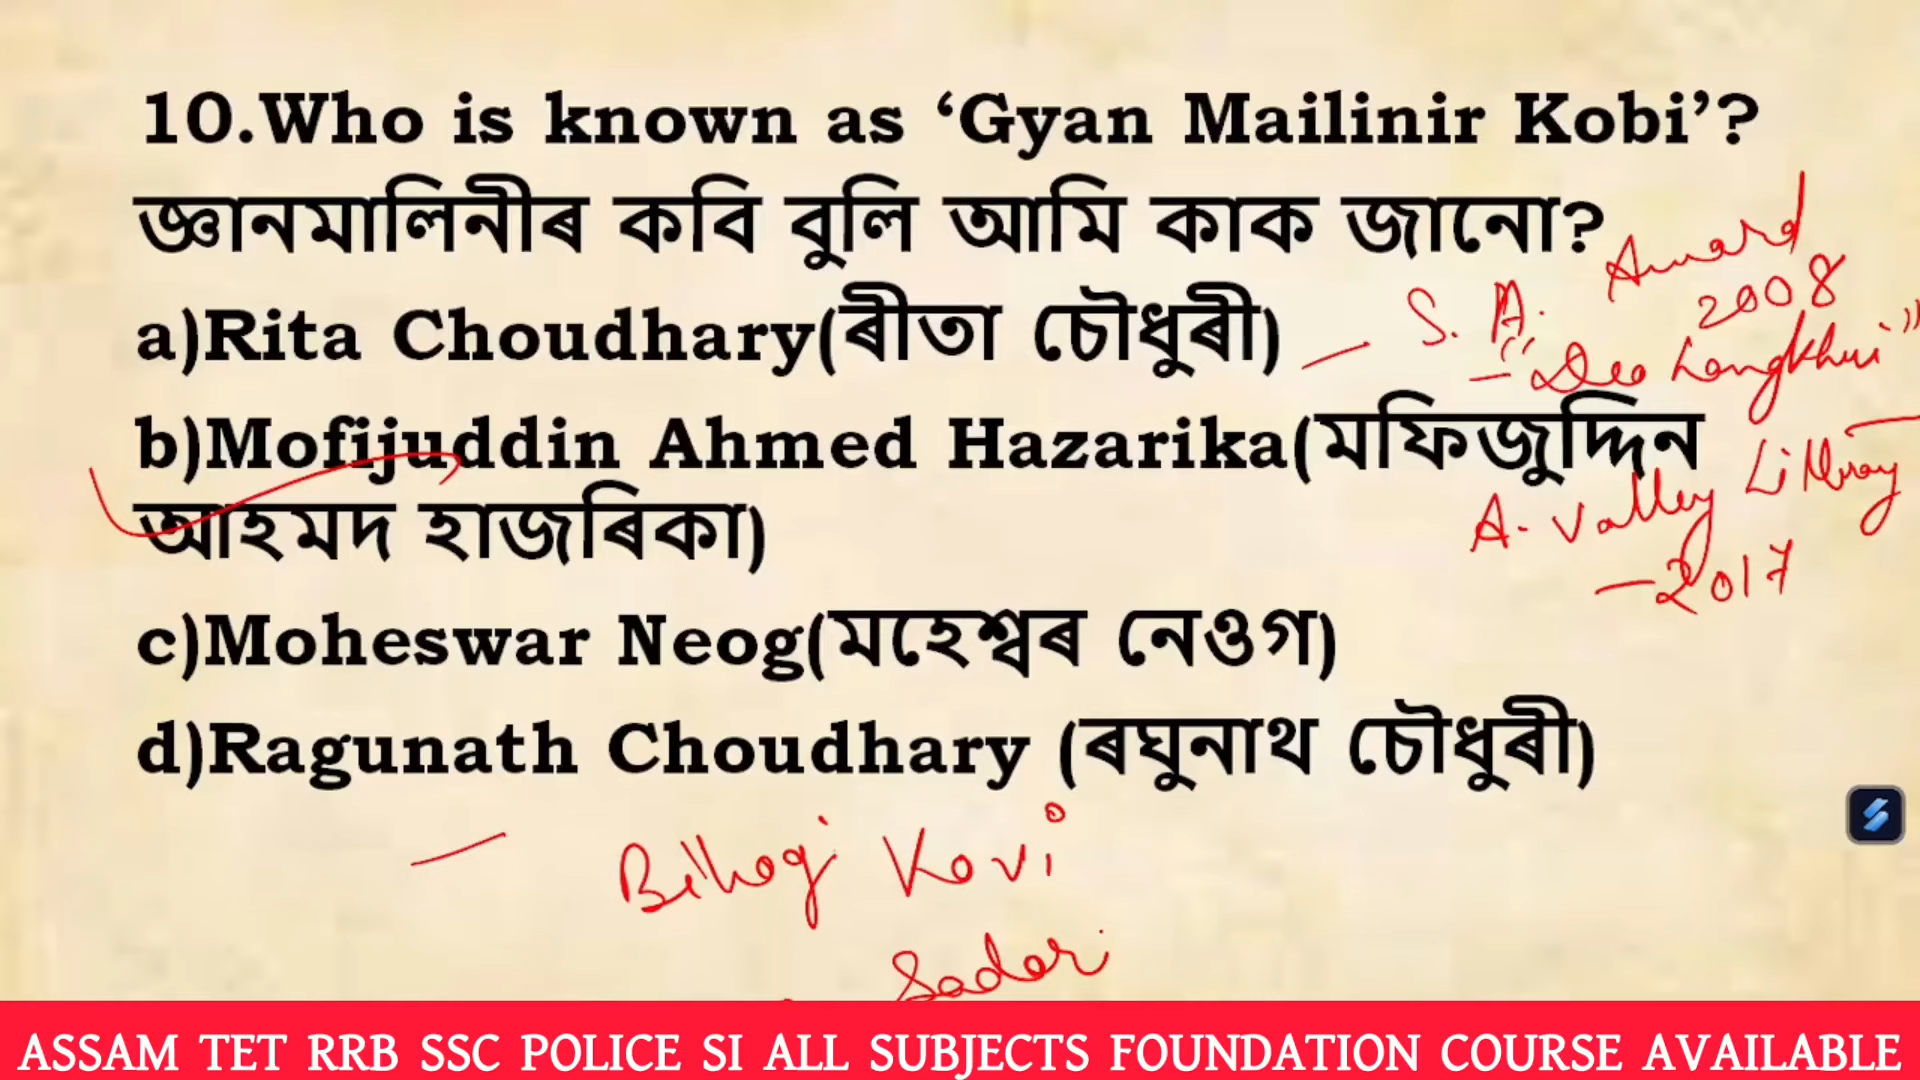 10.Who is known as ‘Gyan Mailinir Kobi’?
জ্ঞানমালিনীৰ কবি বুলি আমি কাক জানো?
a)Rita Choudhary(ৰীতা চৌধুৰী)
— S. A. Award
2008
— “Deo Langkhui”
b)Mofijuddin Ahmed Hazarika(মফিজুদ্দিন
আহমদ হাজৰিকা)
A. Valley Literary
— 2017
c)Moheswar Neog(মহেশ্বৰ নেওগ)
d)Ragunath Choudhary (ৰঘুনাথ চৌধুৰী)
— Bihogi Kovi
Sadori
ASSAM TET RRB SSC POLICE SI ALL SUBJECTS FOUNDATION COURSE AVAILABLE